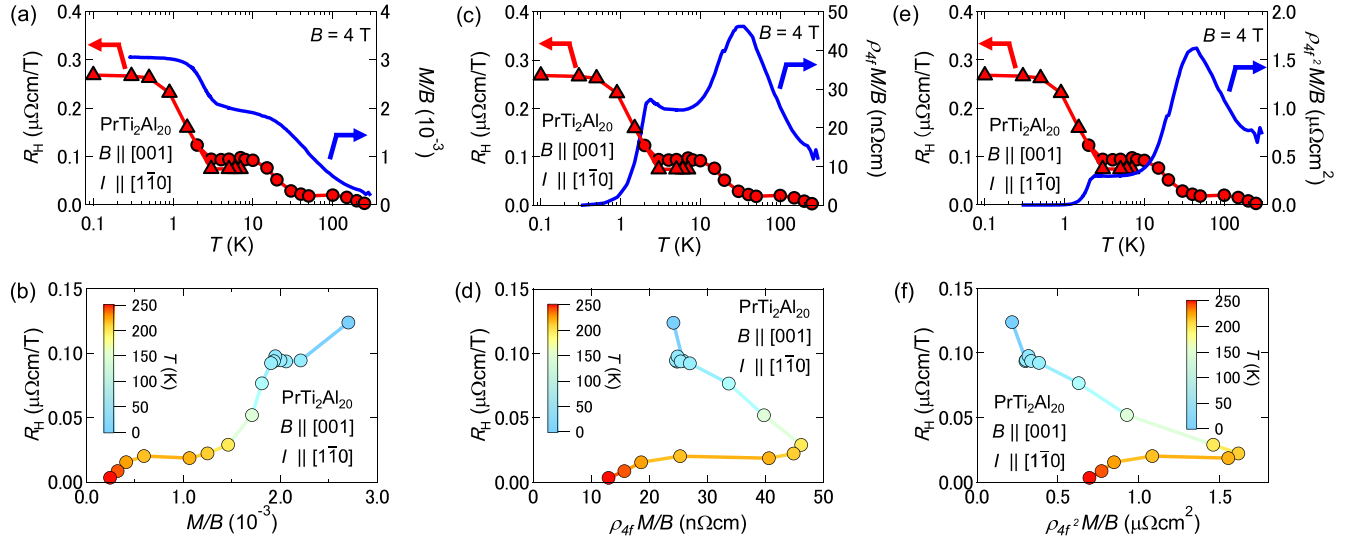 (a)
0.4
0.3
0.2
0.1
0.0
R_H (μΩcm/T)
B = 4 T
PrTi2Al20
B || [001]
I || [11̅0]
4
3
2
1
0
M/B (10^-3)
0.1
1
10
100
T (K)
(c)
0.4
0.3
0.2
0.1
0.0
R_H (μΩcm/T)
B = 4 T
PrTi2Al20
B || [001]
I || [11̅0]
50
40
30
20
10
0
ρ4f M/B (nΩcm)
0.1
1
10
100
T (K)
(e)
0.4
0.3
0.2
0.1
0.0
R_H (μΩcm/T)
B = 4 T
PrTi2Al20
B || [001]
I || [11̅0]
2.0
1.5
1.0
0.5
0.0
ρ4f^2 M/B (μΩcm^2)
0.1
1
10
100
T (K)
(b)
0.15
0.10
0.05
0.00
R_H (μΩcm/T)
250
200
150
100
50
0
T (K)
PrTi2Al20
B || [001]
I || [11̅0]
0.0
1.0
2.0
3.0
M/B (10^-3)
(d)
0.15
0.10
0.05
0.00
R_H (μΩcm/T)
250
200
150
100
50
0
T (K)
PrTi2Al20
B || [001]
I || [11̅0]
0
10
20
30
40
50
ρ4f M/B (nΩcm)
(f)
0.15
0.10
0.05
0.00
R_H (μΩcm/T)
250
200
150
100
50
0
T (K)
PrTi2Al20
B || [001]
I || [11̅0]
0.0
0.5
1.0
1.5
ρ4f^2 M/B (μΩcm^2)